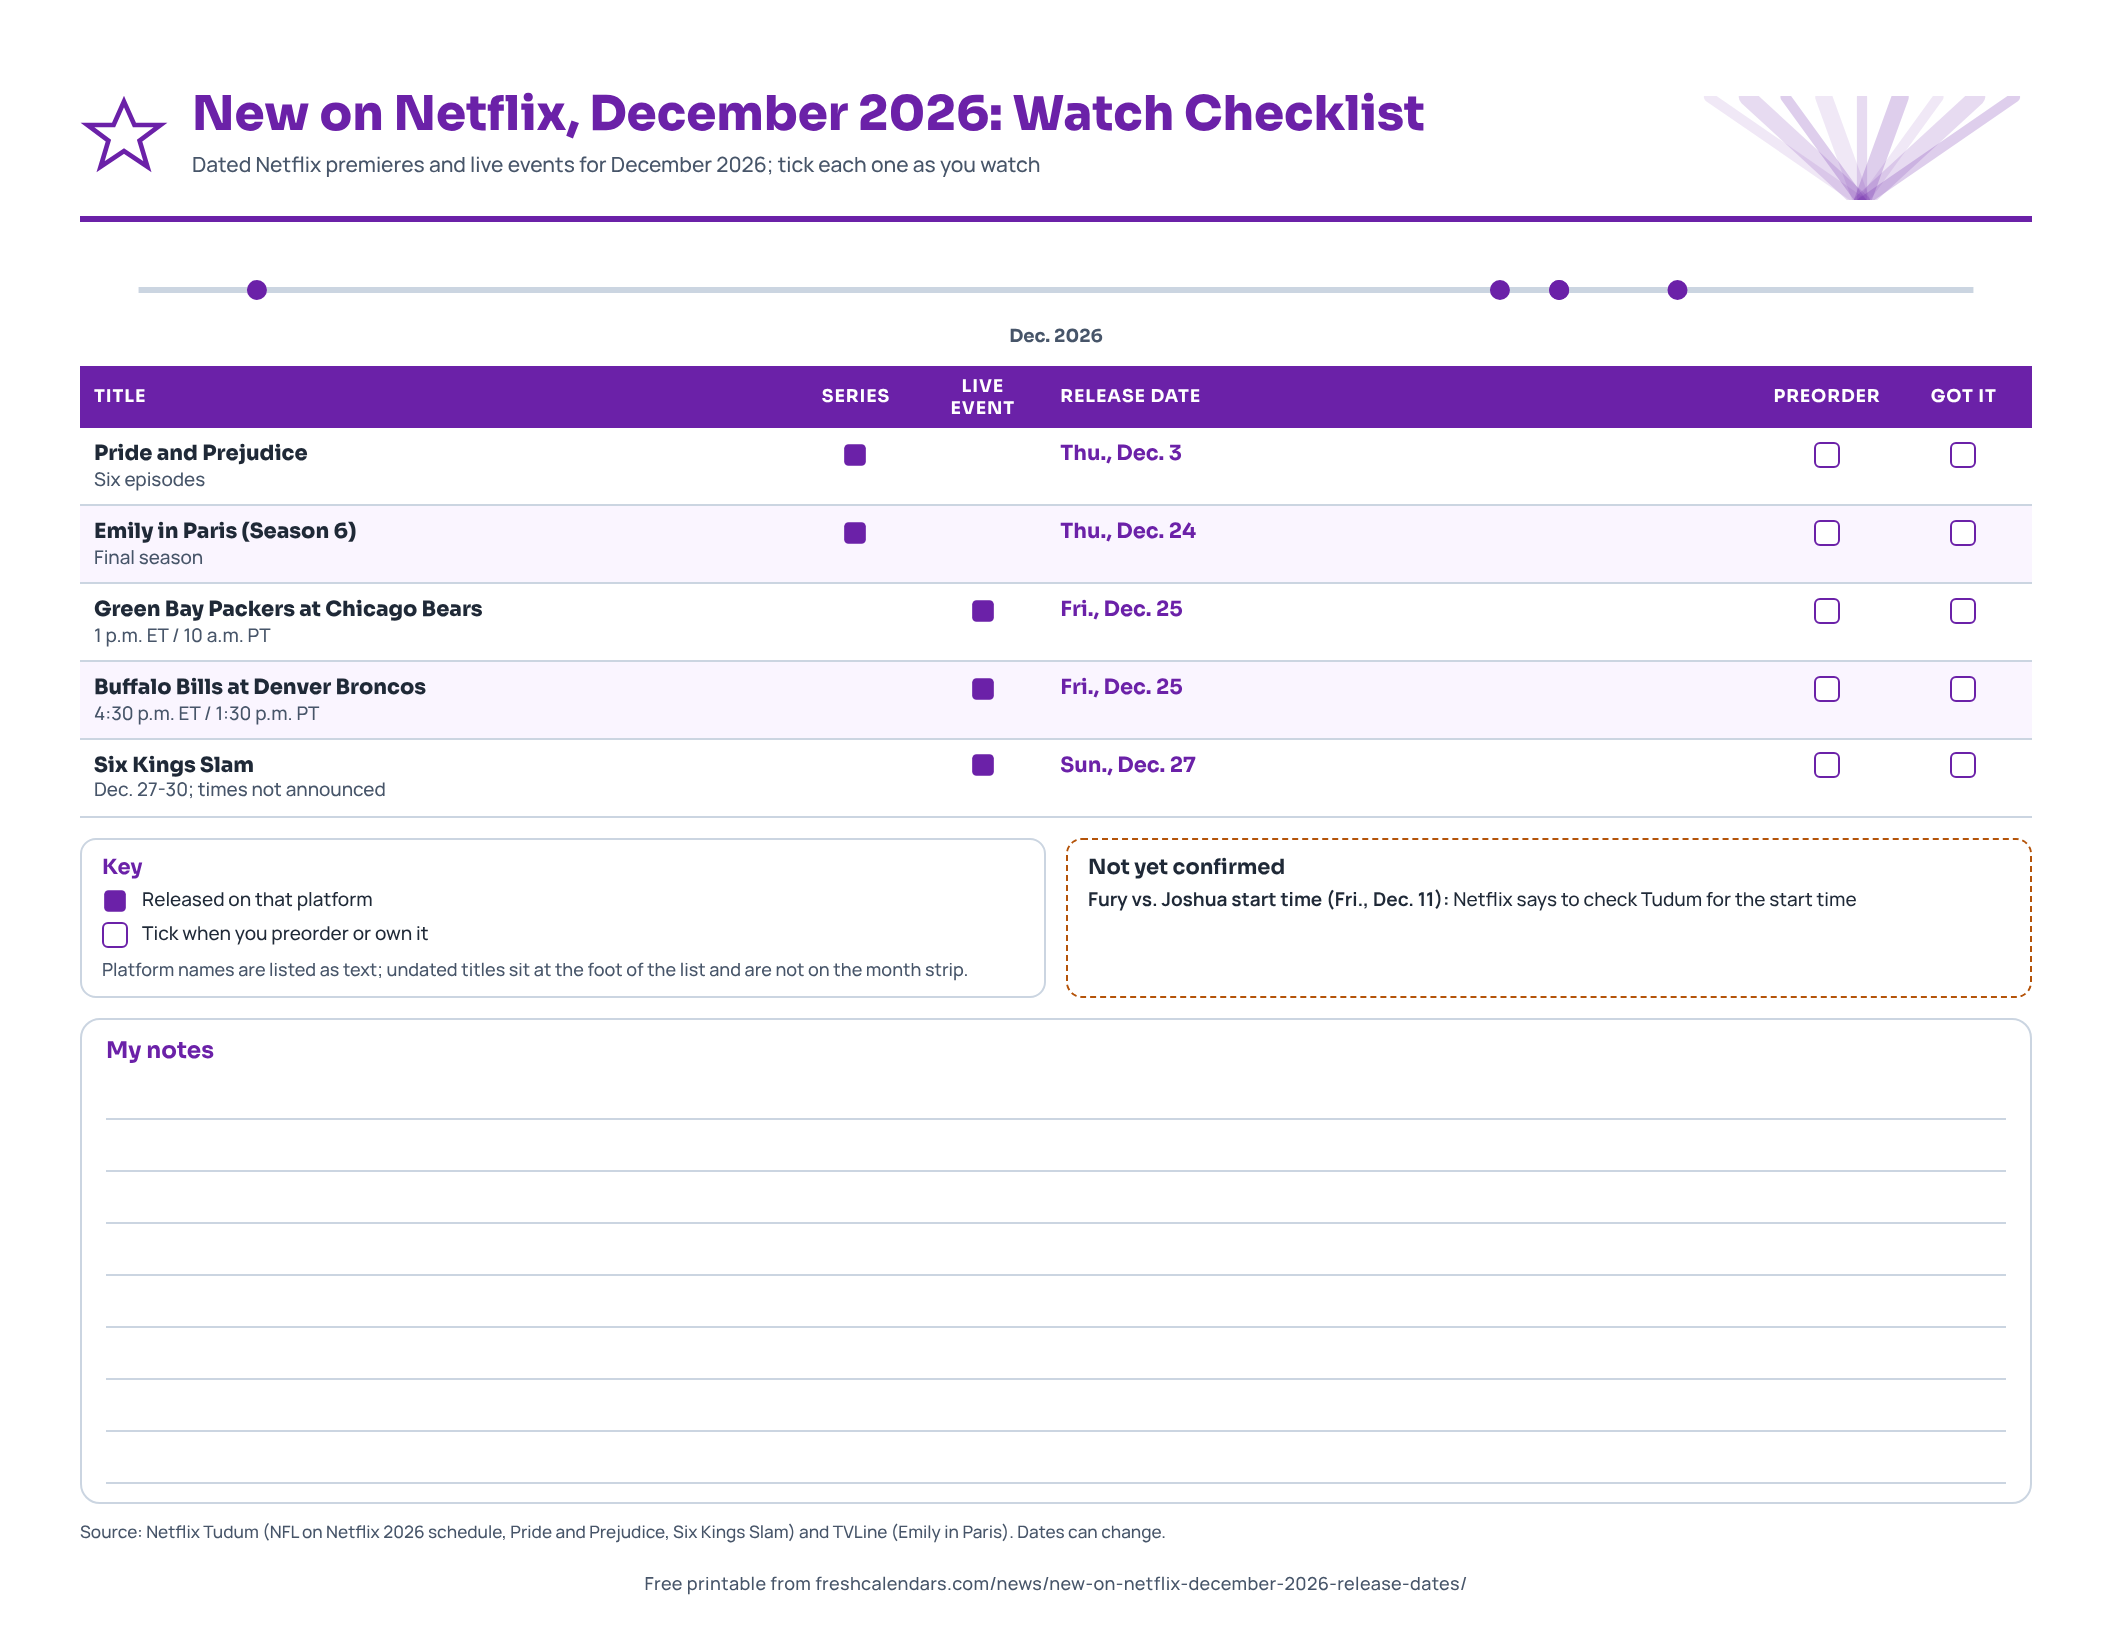 New on Netflix, December 2026: Watch Checklist
Dated Netflix premieres and live events for December 2026; tick each one as you watch
Dec. 2026
TITLE SERIES LIVE EVENT RELEASE DATE PREORDER GOT IT
Pride and Prejudice Thu., Dec. 3
Six episodes
Emily in Paris (Season 6) Thu., Dec. 24
Final season
Green Bay Packers at Chicago Bears Fri., Dec. 25
1 p.m. ET / 10 a.m. PT
Buffalo Bills at Denver Broncos Fri., Dec. 25
4:30 p.m. ET / 1:30 p.m. PT
Six Kings Slam Sun., Dec. 27
Dec. 27-30; times not announced
Key
Released on that platform
Tick when you preorder or own it
Platform names are listed as text; undated titles sit at the foot of the list and are not on the month strip.
Not yet confirmed
Fury vs. Joshua start time (Fri., Dec. 11): Netflix says to check Tudum for the start time
My notes
Source: Netflix Tudum (NFL on Netflix 2026 schedule, Pride and Prejudice, Six Kings Slam) and TVLine (Emily in Paris). Dates can change.
Free printable from freshcalendars.com/news/new-on-netflix-december-2026-release-dates/